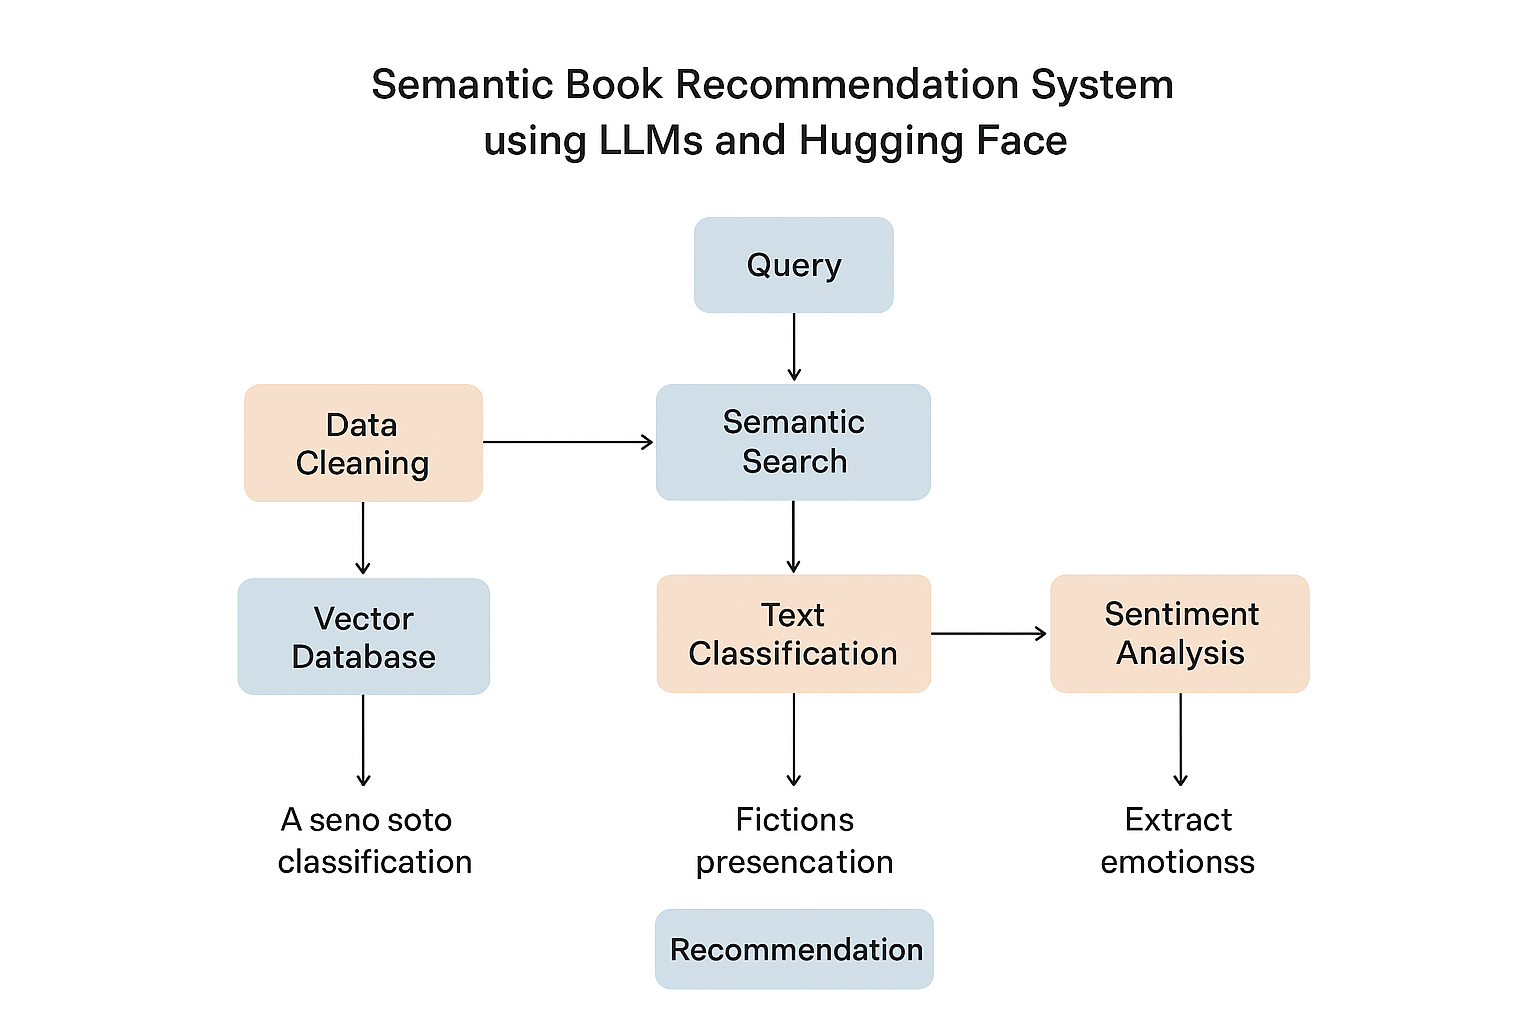 Semantic Book Recommendation System
using LLMs and Hugging Face
Query
Data
Cleaning
Semantic
Search
Vector
Database
Text
Classification
Sentiment
Analysis
A seno soto
classification
Fictions
presencation
Extract
emotionss
Recommendation